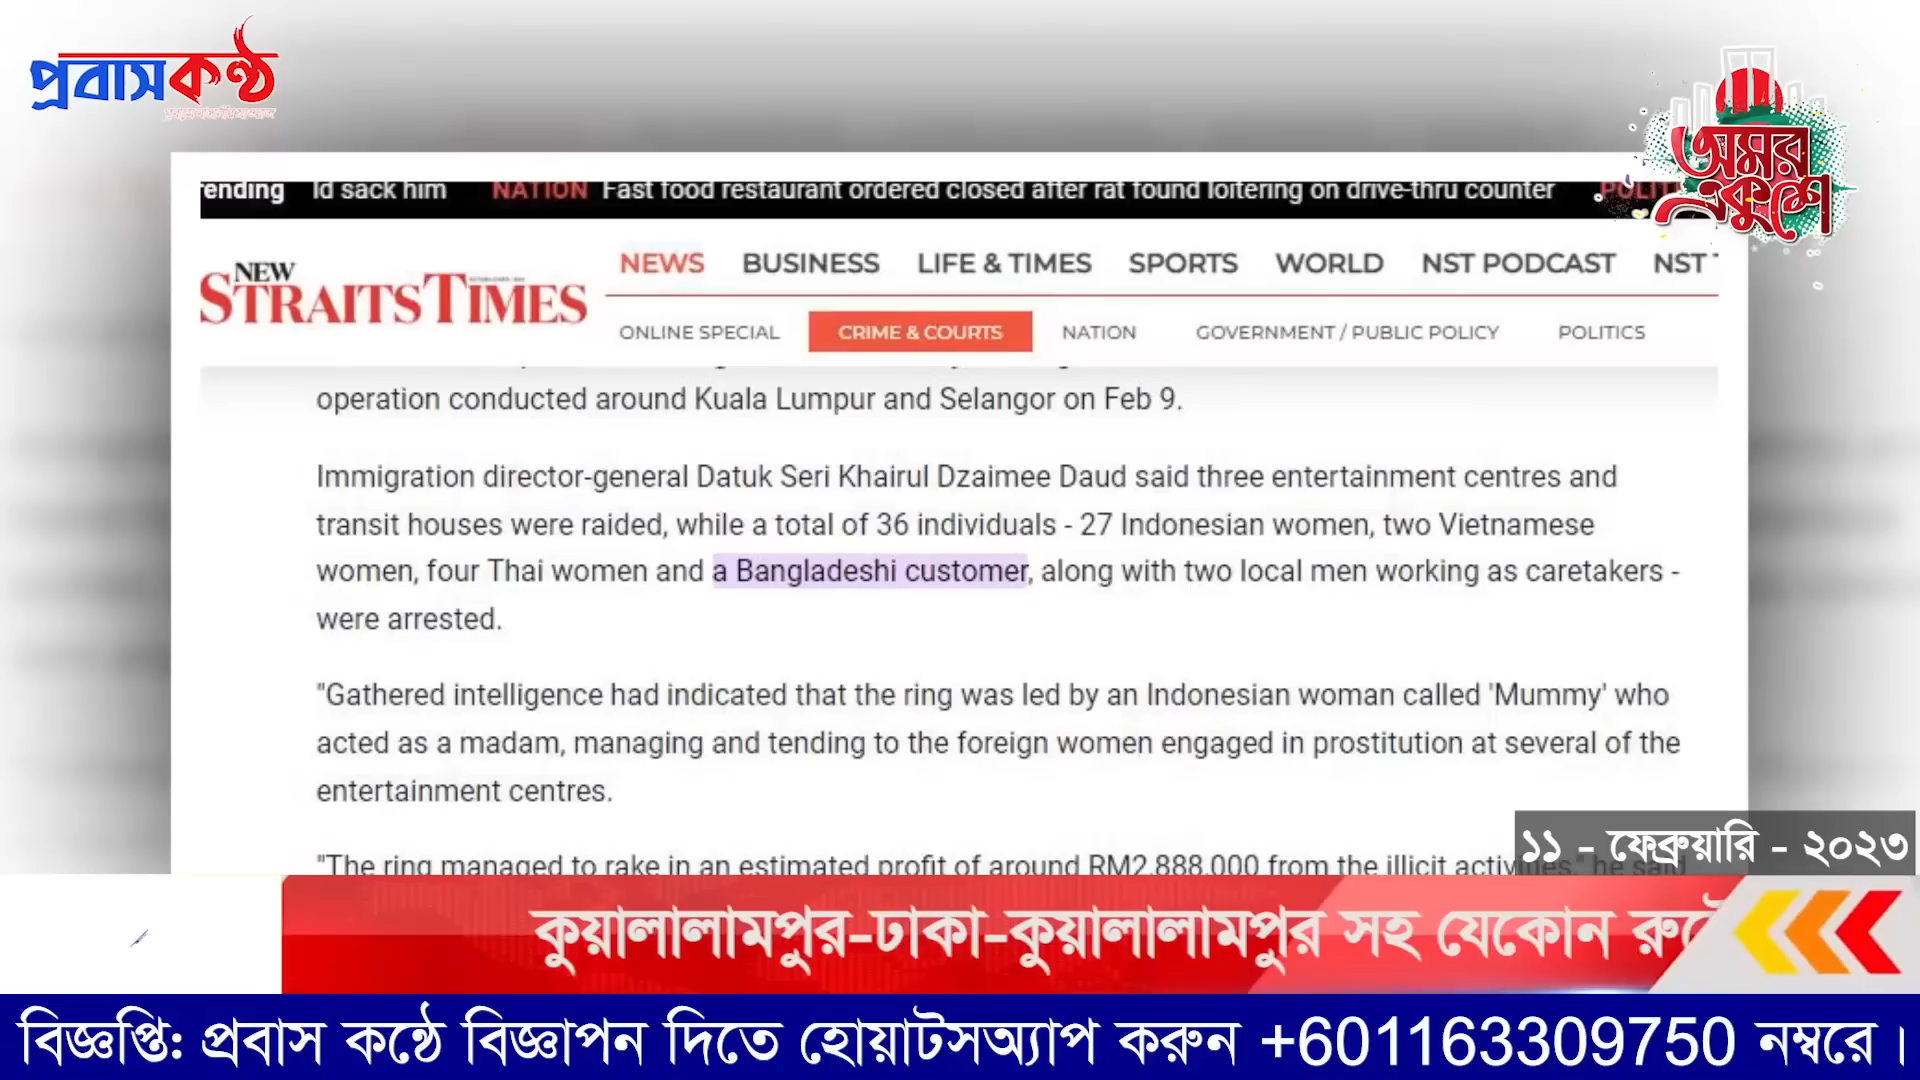 প্রবাসকণ্ঠ
অমর
একুশে
ending ld sack him NATION Fast food restaurant ordered closed after rat found loitering on drive-thru counter POLITI
NEW
STRAITS TIMES
NEWS BUSINESS LIFE & TIMES SPORTS WORLD NST PODCAST NST
ONLINE SPECIAL CRIME & COURTS NATION GOVERNMENT / PUBLIC POLICY POLITICS
operation conducted around Kuala Lumpur and Selangor on Feb 9.
Immigration director-general Datuk Seri Khairul Dzaimee Daud said three entertainment centres and
transit houses were raided, while a total of 36 individuals - 27 Indonesian women, two Vietnamese
women, four Thai women and a Bangladeshi customer, along with two local men working as caretakers -
were arrested.
"Gathered intelligence had indicated that the ring was led by an Indonesian woman called 'Mummy' who
acted as a madam, managing and tending to the foreign women engaged in prostitution at several of the
entertainment centres.
"The ring managed to rake in an estimated profit of around RM2,888,000 from the illicit activities," he said
১১ - ফেব্রুয়ারি - ২০২৩
কুয়ালালামপুর-ঢাকা-কুয়ালালামপুর সহ যেকোন রুটে
বিজ্ঞপ্তি: প্রবাস কন্ঠে বিজ্ঞাপন দিতে হোয়াটসঅ্যাপ করুন +601163309750 নম্বরে।